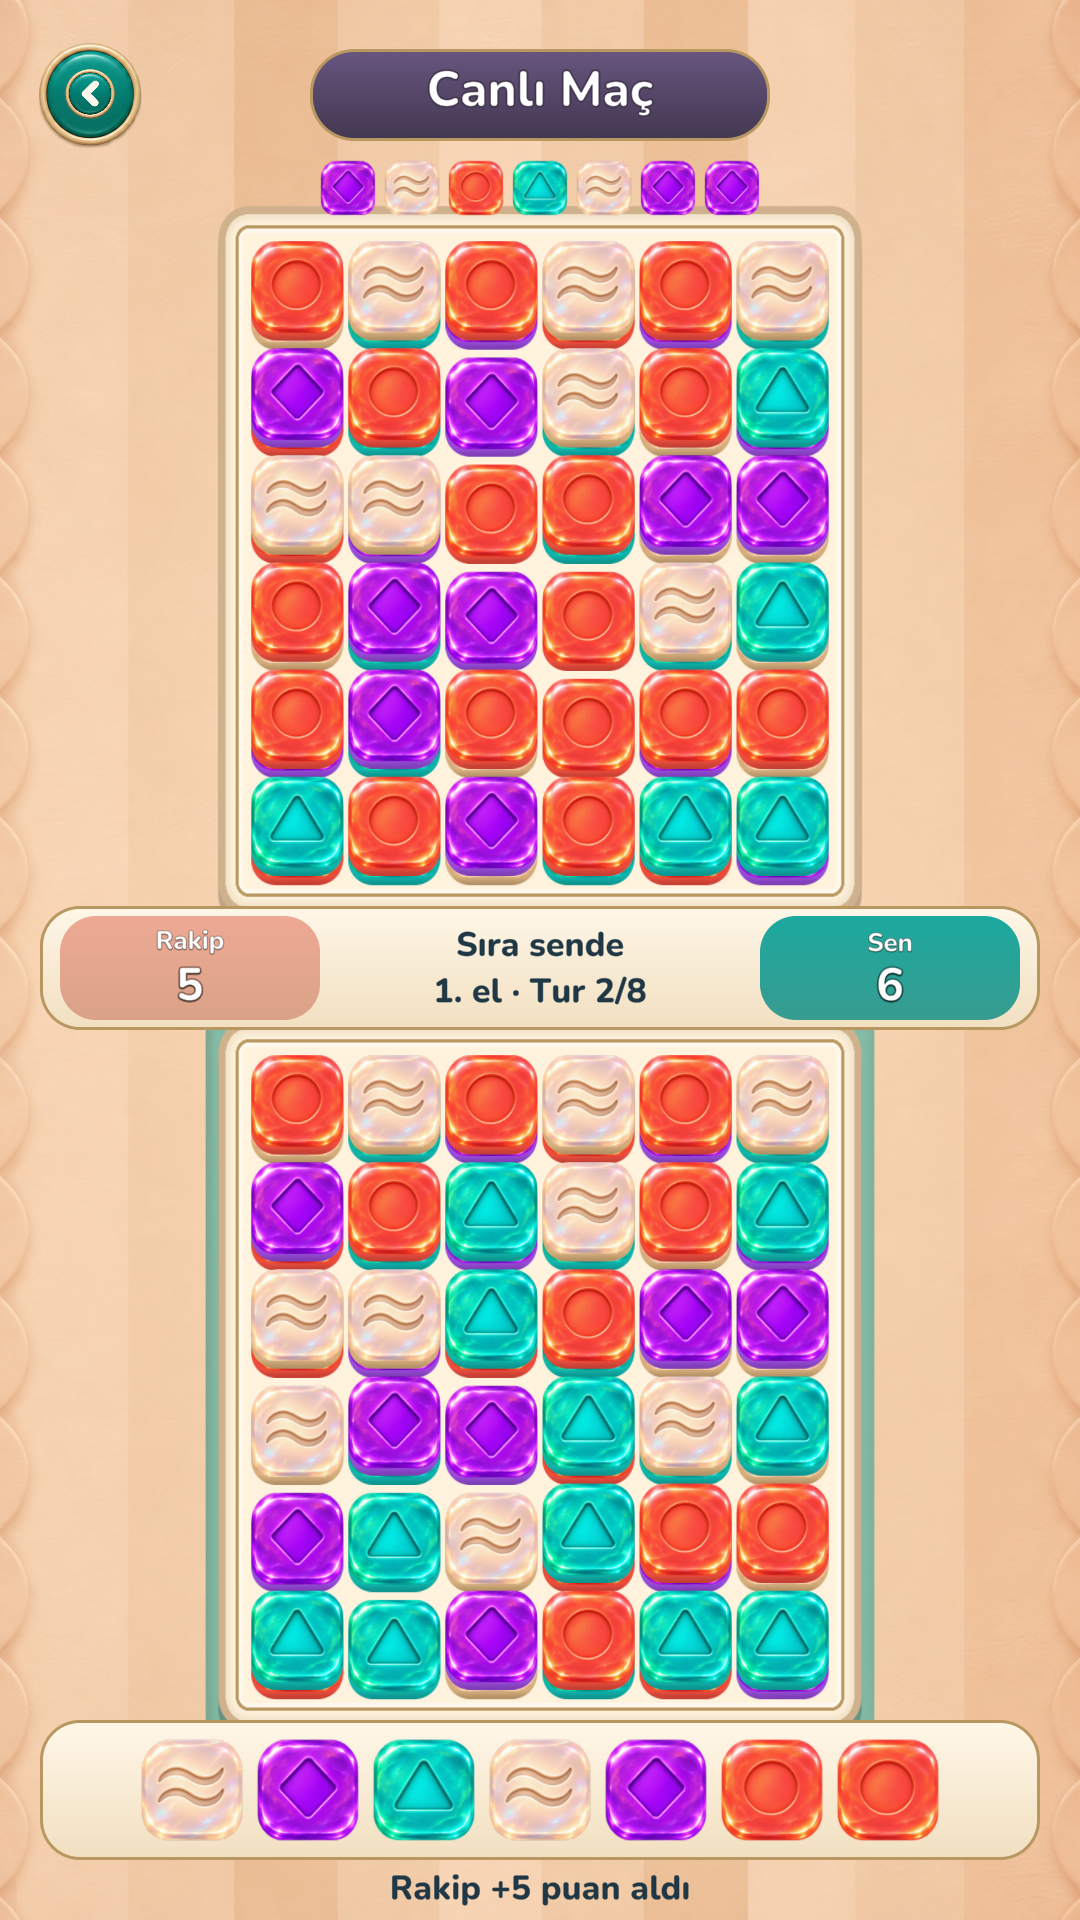 Canlı Maç
Rakip
5
Sıra sende
1. el · Tur 2/8
Sen
6
Rakip +5 puan aldı